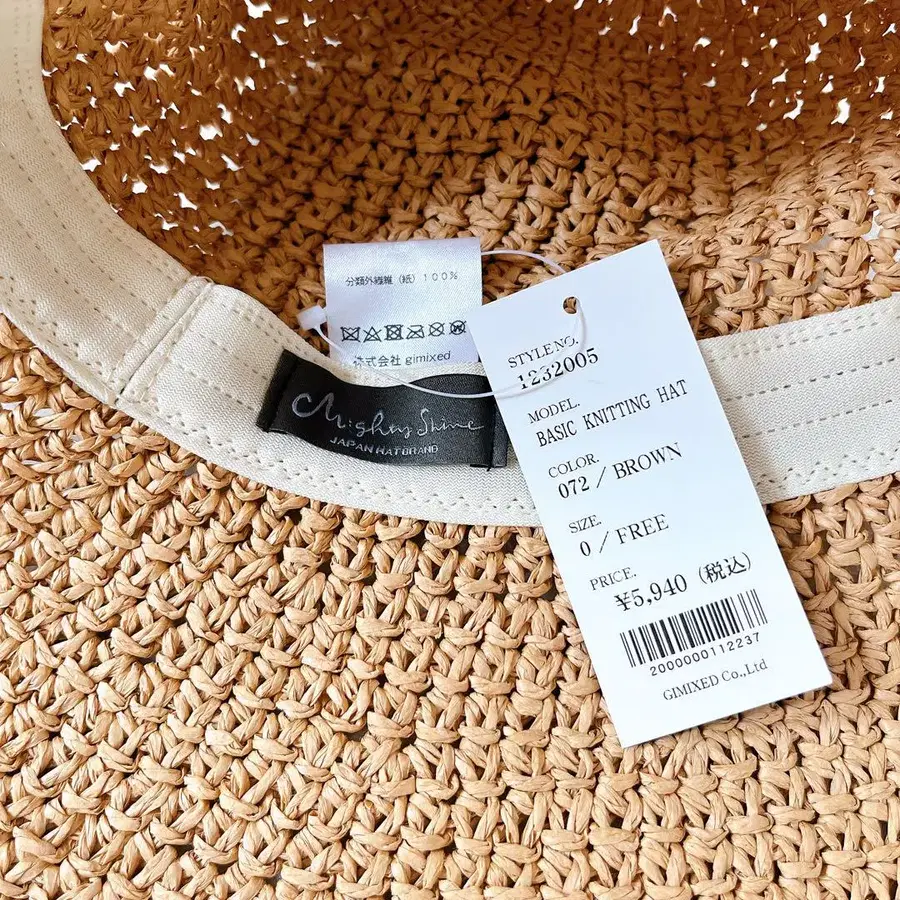 分類外繊維（紙）１００％
株式会社 gimixed
Mighty Shine
JAPAN HAT BRAND
STYLE NO.
1232005
MODEL.
BASIC KNITTING HAT
COLOR.
072 / BROWN
SIZE.
0 / FREE
PRICE.
¥5,940（税込）
2000000112237
GIMIXED Co.,Ltd